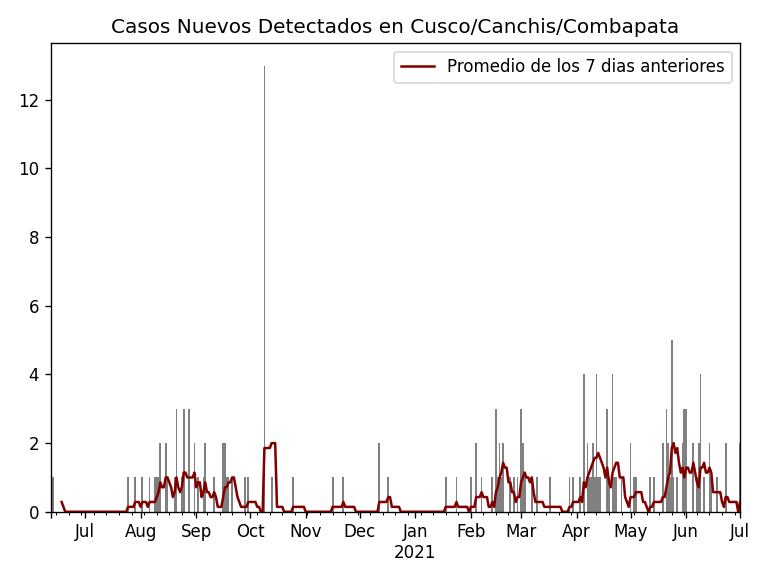 Casos Nuevos Detectados en Cusco/Canchis/Combapata
Promedio de los 7 dias anteriores
12
10
8
6
4
2
0
Jul Aug Sep Oct Nov Dec Jan Feb Mar Apr May Jun Jul
2021